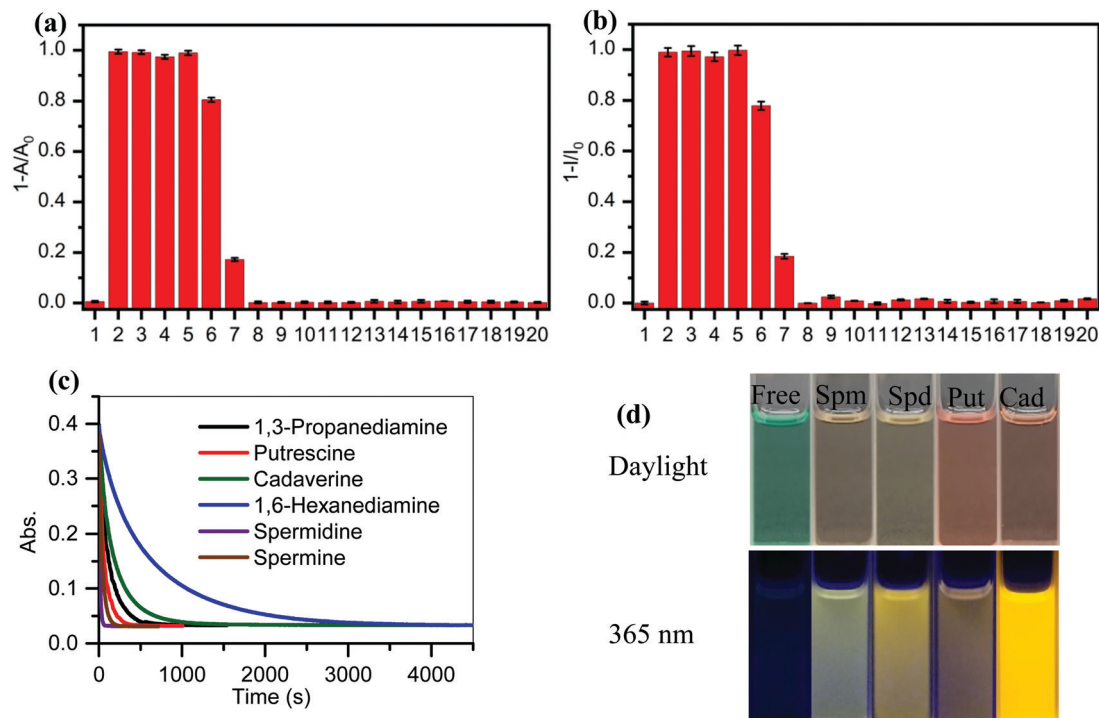 (a)
1-A/A0
1.0
0.8
0.6
0.4
0.2
0.0
1 2 3 4 5 6 7 8 9 10 11 12 13 14 15 16 17 18 19 20
(b)
1-I/I0
1.0
0.8
0.6
0.4
0.2
0.0
1 2 3 4 5 6 7 8 9 10 11 12 13 14 15 16 17 18 19 20
(c)
Abs.
0.4
0.3
0.2
0.1
0.0
1,3-Propanediamine
Putrescine
Cadaverine
1,6-Hexanediamine
Spermidine
Spermine
0 1000 2000 3000 4000
Time (s)
(d)
Free Spm Spd Put Cad
Daylight
365 nm